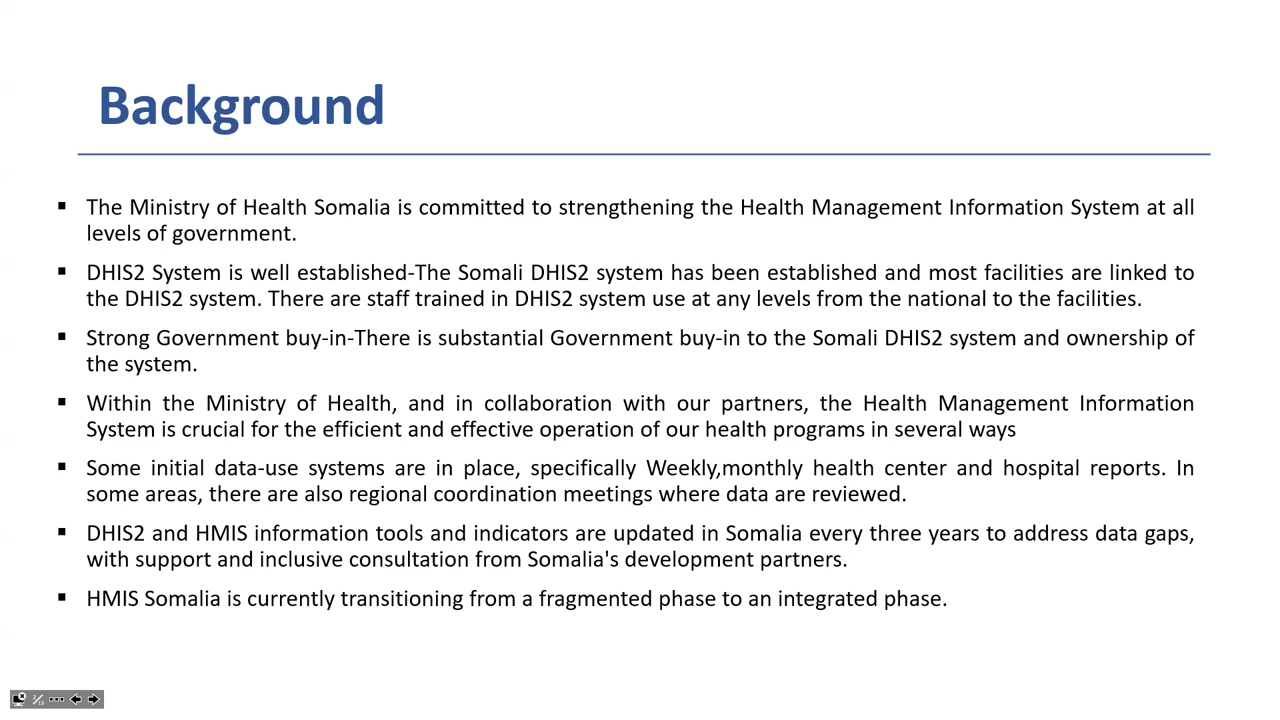 Background
▪ The Ministry of Health Somalia is committed to strengthening the Health Management Information System at all
levels of government.
▪ DHIS2 System is well established-The Somali DHIS2 system has been established and most facilities are linked to
the DHIS2 system. There are staff trained in DHIS2 system use at any levels from the national to the facilities.
▪ Strong Government buy-in-There is substantial Government buy-in to the Somali DHIS2 system and ownership of
the system.
▪ Within the Ministry of Health, and in collaboration with our partners, the Health Management Information
System is crucial for the efficient and effective operation of our health programs in several ways
▪ Some initial data-use systems are in place, specifically Weekly,monthly health center and hospital reports. In
some areas, there are also regional coordination meetings where data are reviewed.
▪ DHIS2 and HMIS information tools and indicators are updated in Somalia every three years to address data gaps,
with support and inclusive consultation from Somalia's development partners.
▪ HMIS Somalia is currently transitioning from a fragmented phase to an integrated phase.